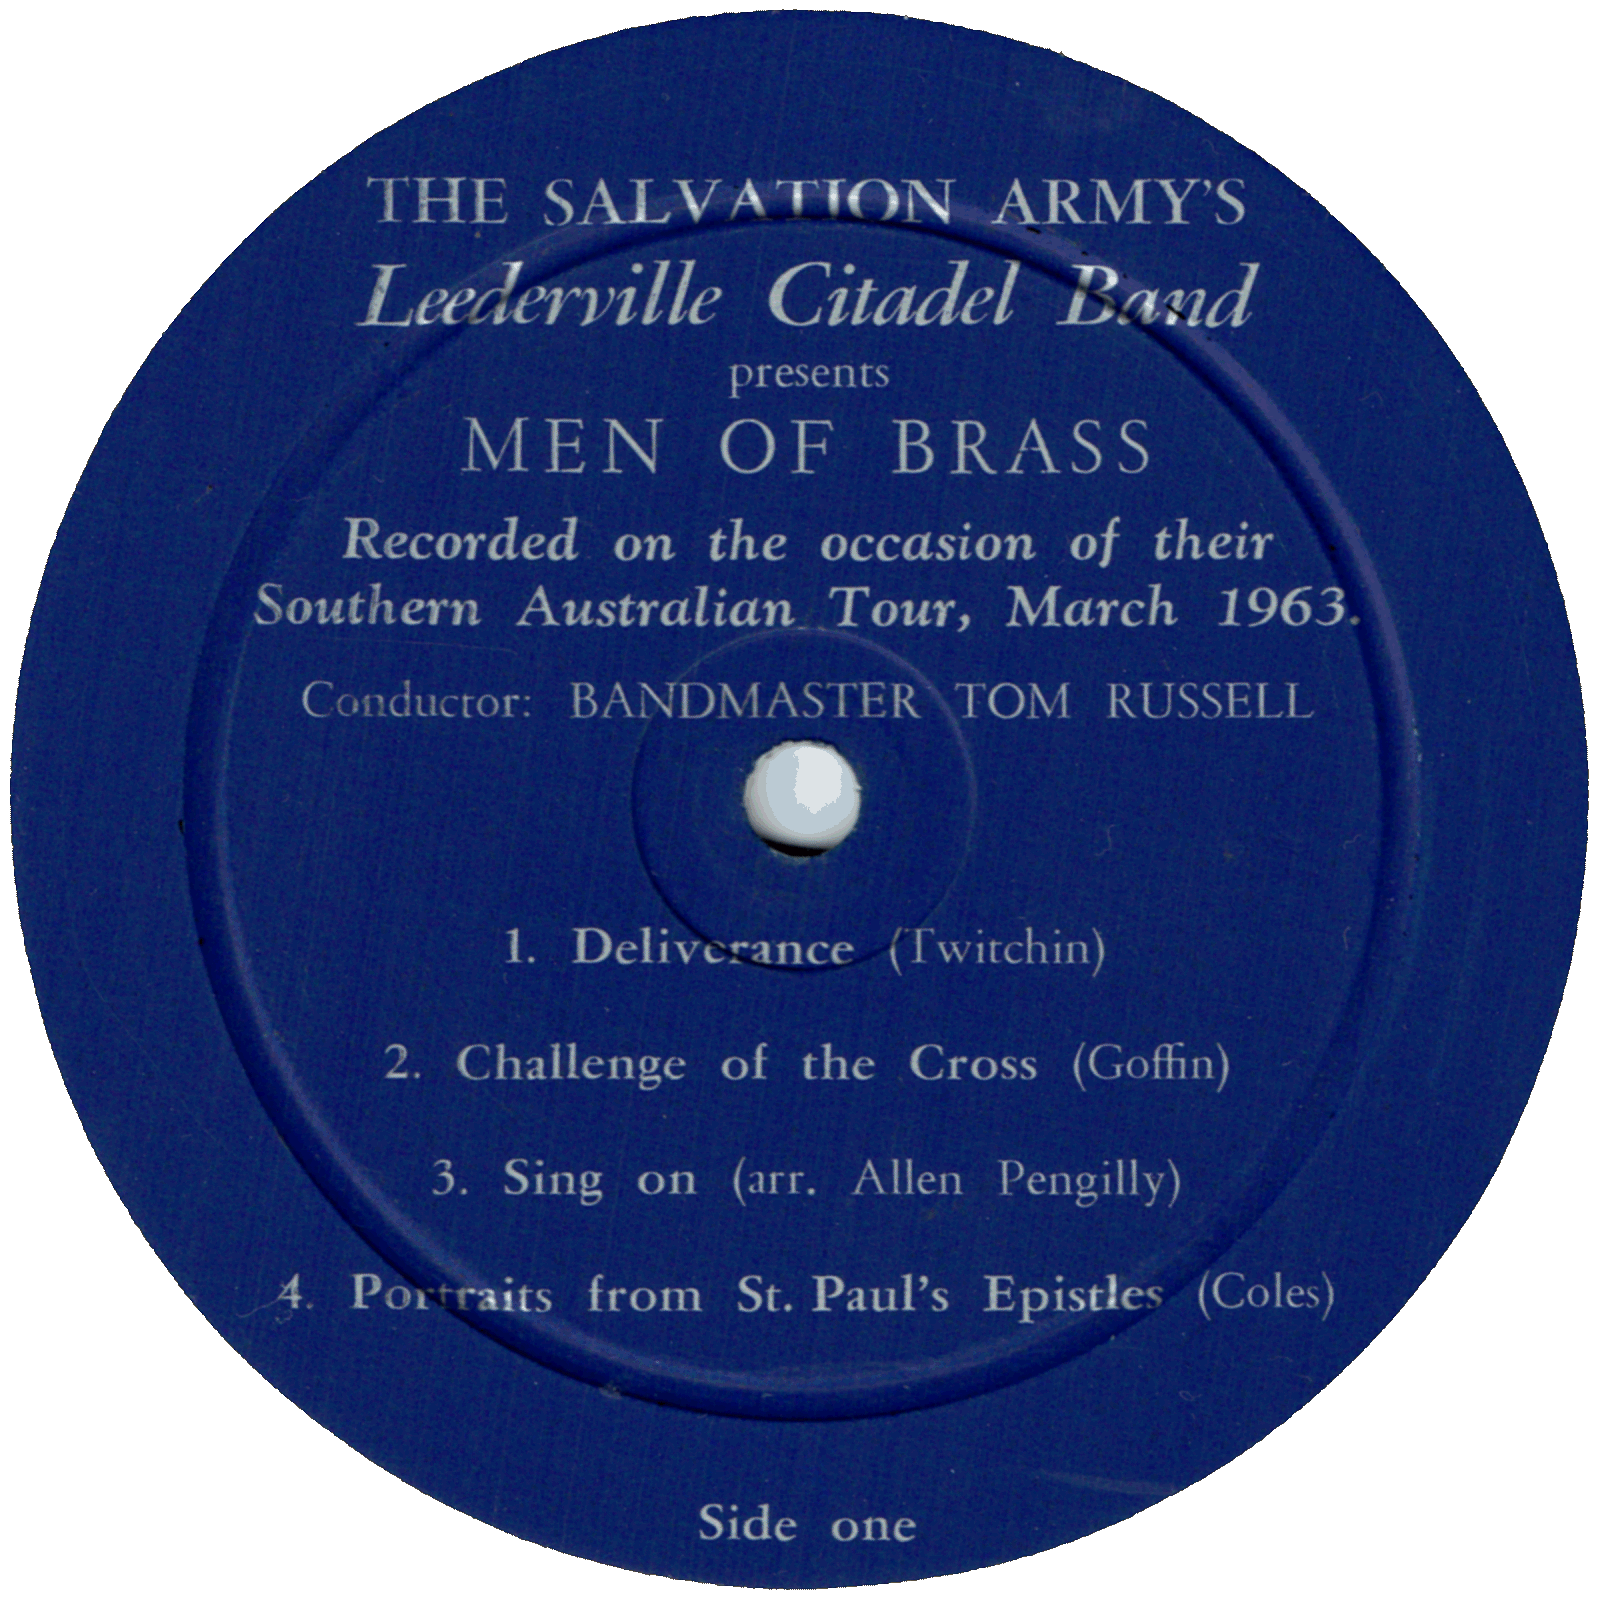 THE SALVATION ARMY'S
Leederville Citadel Band
presents
MEN OF BRASS
Recorded on the occasion of their
Southern Australian Tour, March 1963.
Conductor: BANDMASTER TOM RUSSELL
1. Deliverance (Twitchin)
2. Challenge of the Cross (Goffin)
3. Sing on (arr. Allen Pengilly)
4. Portraits from St. Paul's Epistles (Coles)
Side one